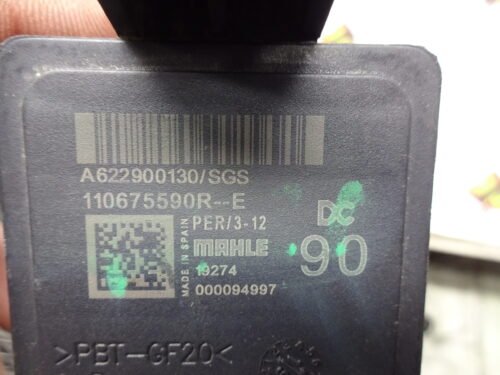 A622900130/SGS
110675590R--E
MADE IN SPAIN
PER/3-12
MAHLE
19274
000094997
DC
90
>PBT-GF20<